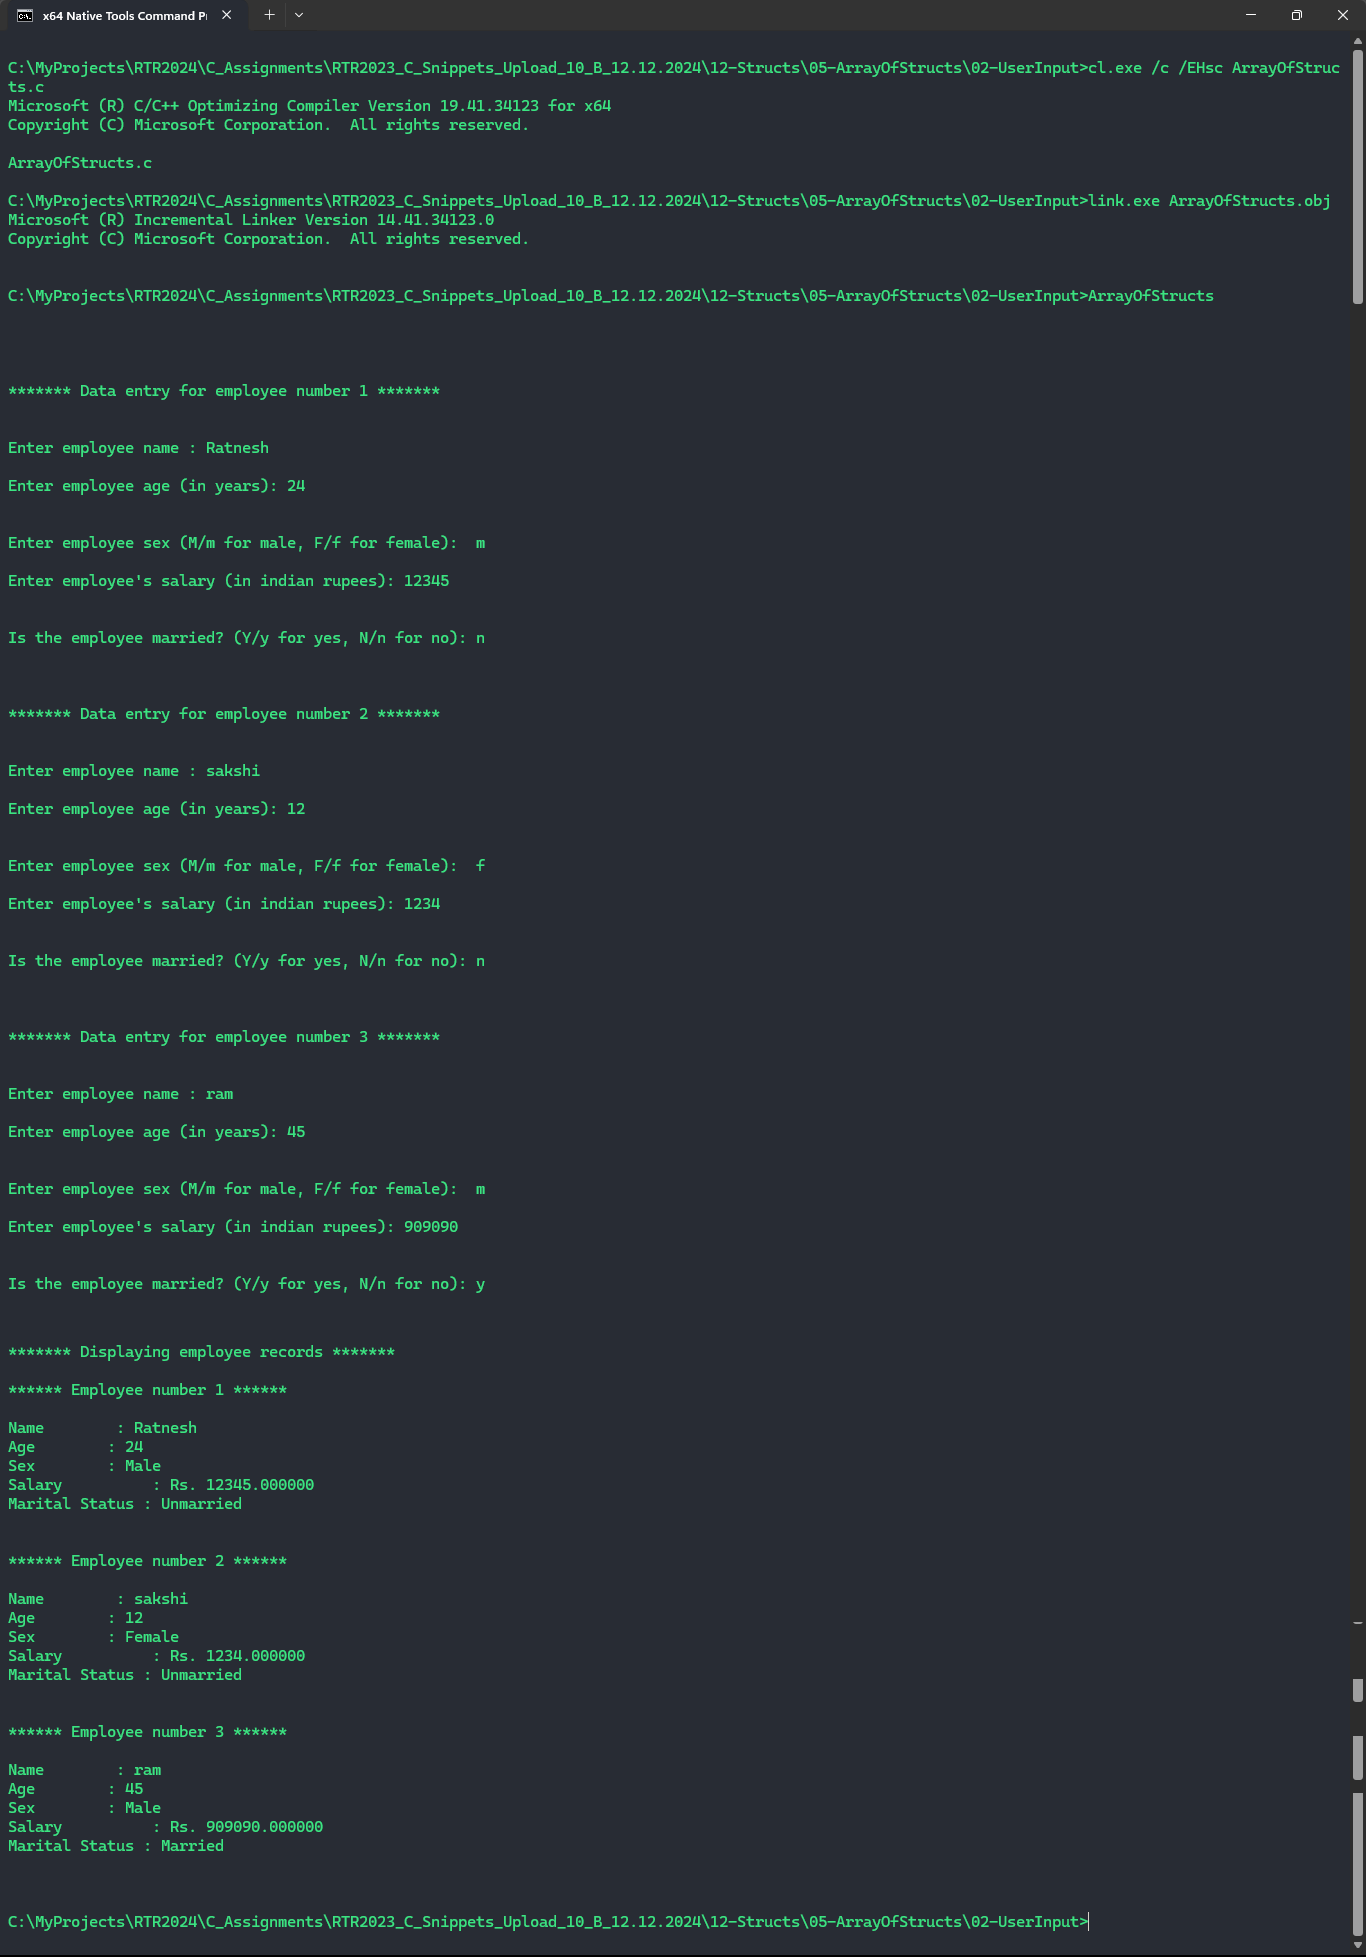 x64 Native Tools Command P
C:\MyProjects\RTR2024\C_Assignments\RTR2023_C_Snippets_Upload_10_B_12.12.2024\12-Structs\05-ArrayOfStructs\02-UserInput>cl.exe /c /EHsc ArrayOfStruc
ts.c
Microsoft (R) C/C++ Optimizing Compiler Version 19.41.34123 for x64
Copyright (C) Microsoft Corporation.  All rights reserved.
ArrayOfStructs.c
C:\MyProjects\RTR2024\C_Assignments\RTR2023_C_Snippets_Upload_10_B_12.12.2024\12-Structs\05-ArrayOfStructs\02-UserInput>link.exe ArrayOfStructs.obj
Microsoft (R) Incremental Linker Version 14.41.34123.0
Copyright (C) Microsoft Corporation.  All rights reserved.
C:\MyProjects\RTR2024\C_Assignments\RTR2023_C_Snippets_Upload_10_B_12.12.2024\12-Structs\05-ArrayOfStructs\02-UserInput>ArrayOfStructs
******* Data entry for employee number 1 *******
Enter employee name : Ratnesh
Enter employee age (in years): 24
Enter employee sex (M/m for male, F/f for female):  m
Enter employee's salary (in indian rupees): 12345
Is the employee married? (Y/y for yes, N/n for no): n
******* Data entry for employee number 2 *******
Enter employee name : sakshi
Enter employee age (in years): 12
Enter employee sex (M/m for male, F/f for female):  f
Enter employee's salary (in indian rupees): 1234
Is the employee married? (Y/y for yes, N/n for no): n
******* Data entry for employee number 3 *******
Enter employee name : ram
Enter employee age (in years): 45
Enter employee sex (M/m for male, F/f for female):  m
Enter employee's salary (in indian rupees): 909090
Is the employee married? (Y/y for yes, N/n for no): y
******* Displaying employee records *******
****** Employee number 1 ******
Name        : Ratnesh
Age        : 24
Sex        : Male
Salary          : Rs. 12345.000000
Marital Status : Unmarried
****** Employee number 2 ******
Name        : sakshi
Age        : 12
Sex        : Female
Salary          : Rs. 1234.000000
Marital Status : Unmarried
****** Employee number 3 ******
Name        : ram
Age        : 45
Sex        : Male
Salary          : Rs. 909090.000000
Marital Status : Married
C:\MyProjects\RTR2024\C_Assignments\RTR2023_C_Snippets_Upload_10_B_12.12.2024\12-Structs\05-ArrayOfStructs\02-UserInput>